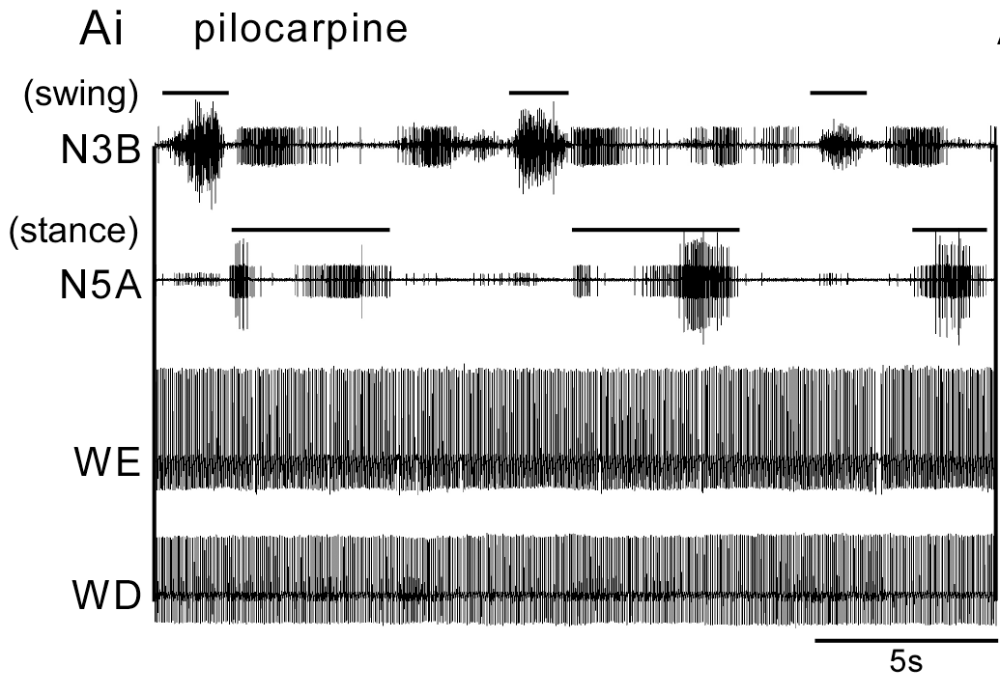 Ai pilocarpine
(swing)
N3B
(stance)
N5A
WE
WD
5s